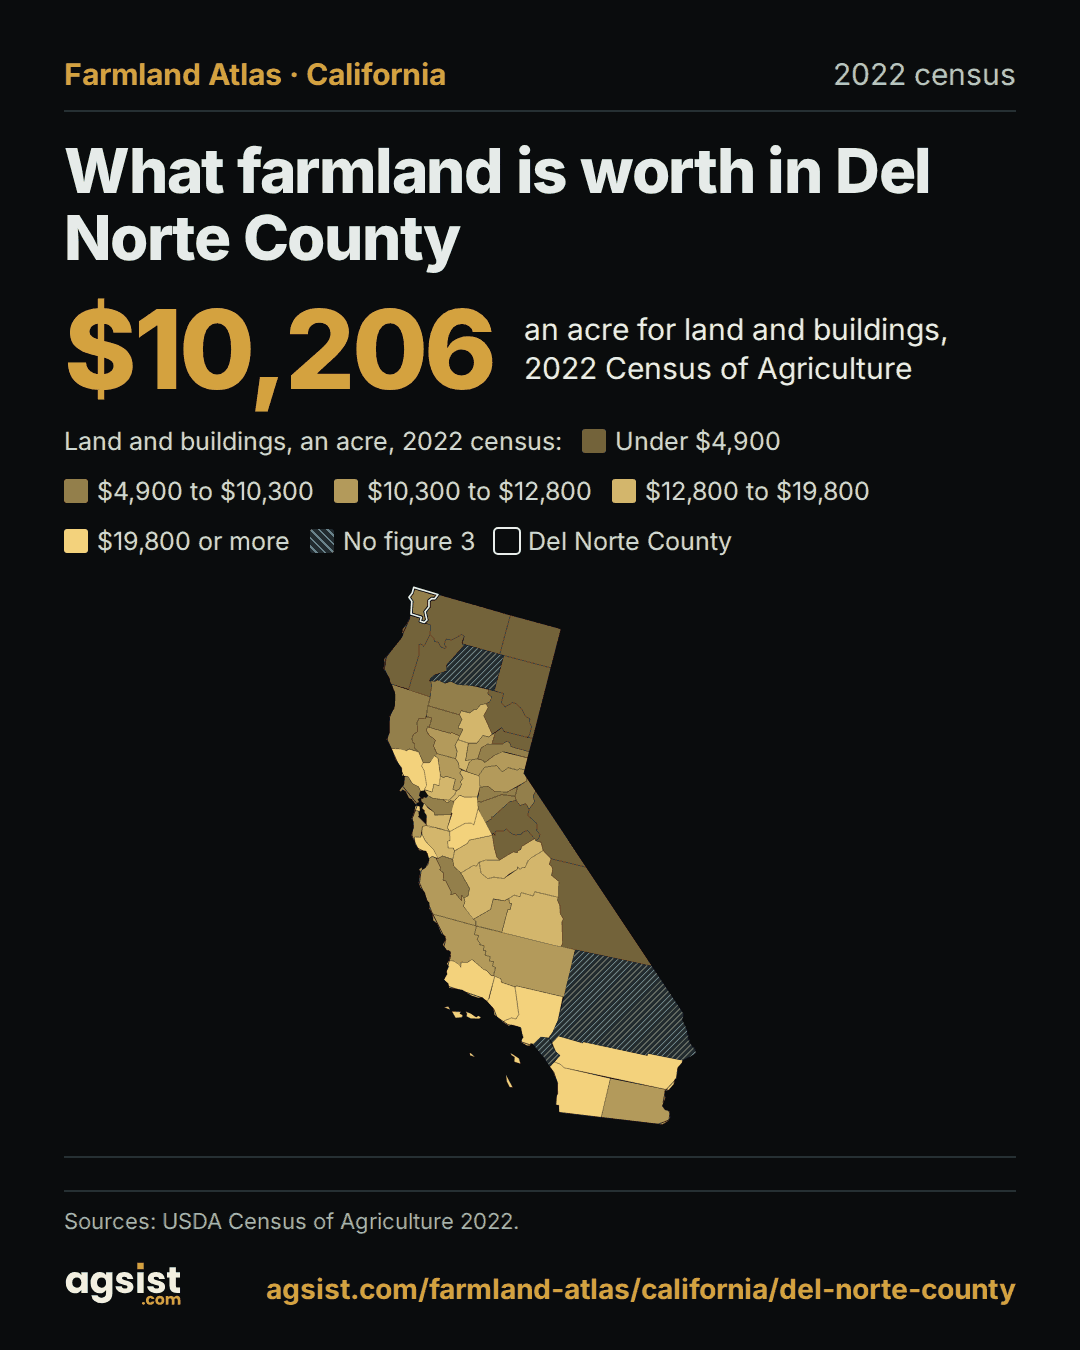 Farmland Atlas · California
2022 census
What farmland is worth in Del
Norte County
$10,206
an acre for land and buildings,
2022 Census of Agriculture
Land and buildings, an acre, 2022 census: Under $4,900
$4,900 to $10,300 $10,300 to $12,800 $12,800 to $19,800
$19,800 or more No figure 3 Del Norte County
Sources: USDA Census of Agriculture 2022.
agsist
.com
agsist.com/farmland-atlas/california/del-norte-county